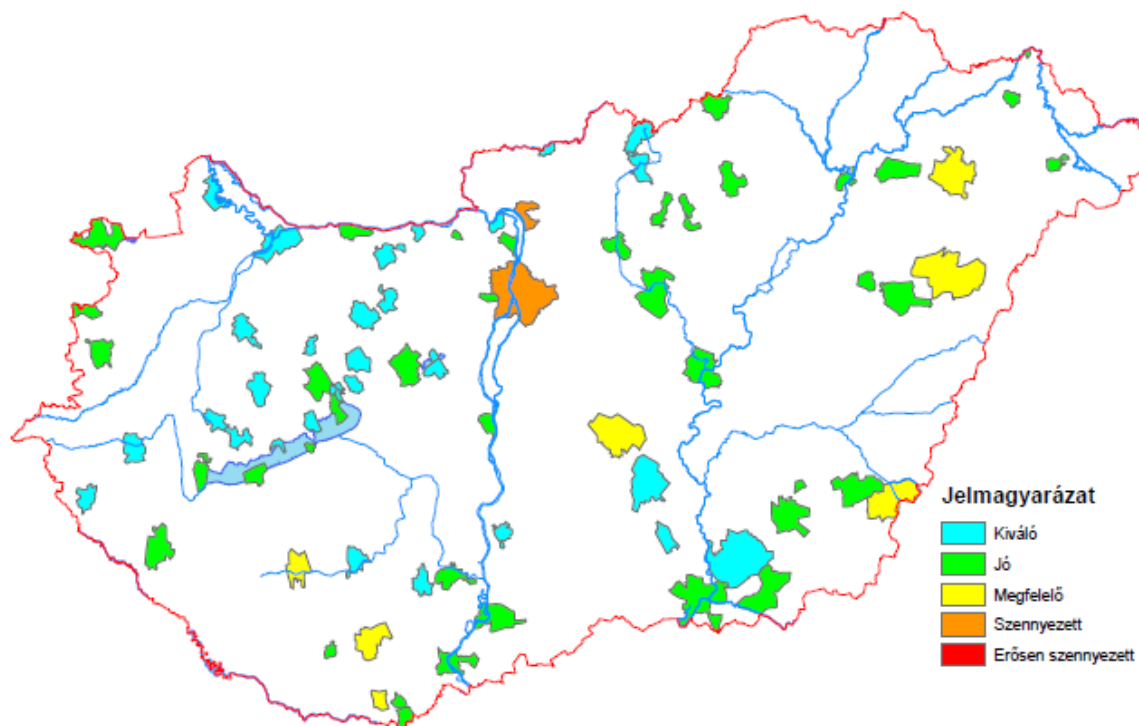 Jelmagyarázat
Kiváló
Jó
Megfelelő
Szennyezett
Erősen szennyezett